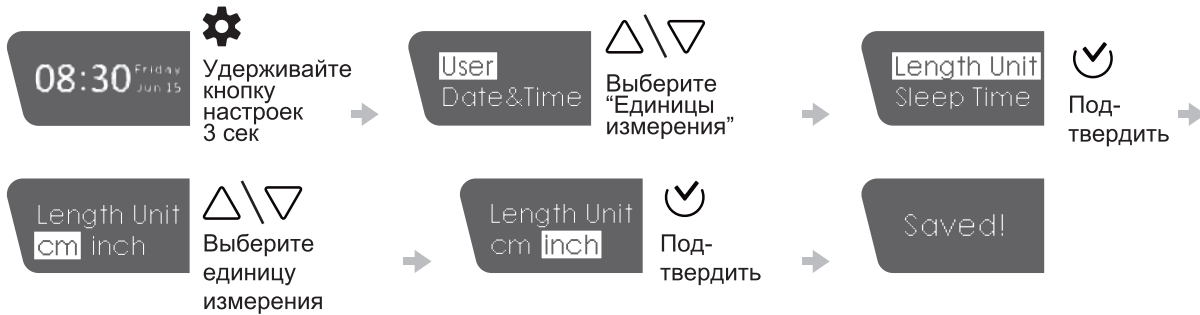 08:30 Friday
Jun 15
Удерживайте
кнопку
настроек
3 сек
User
Date&Time
Выберите
“Единицы
измерения”
Length Unit
Sleep Time
Под-
твердить
Length Unit
cm inch
Выберите
единицу
измерения
Length Unit
cm inch
Под-
твердить
Saved!